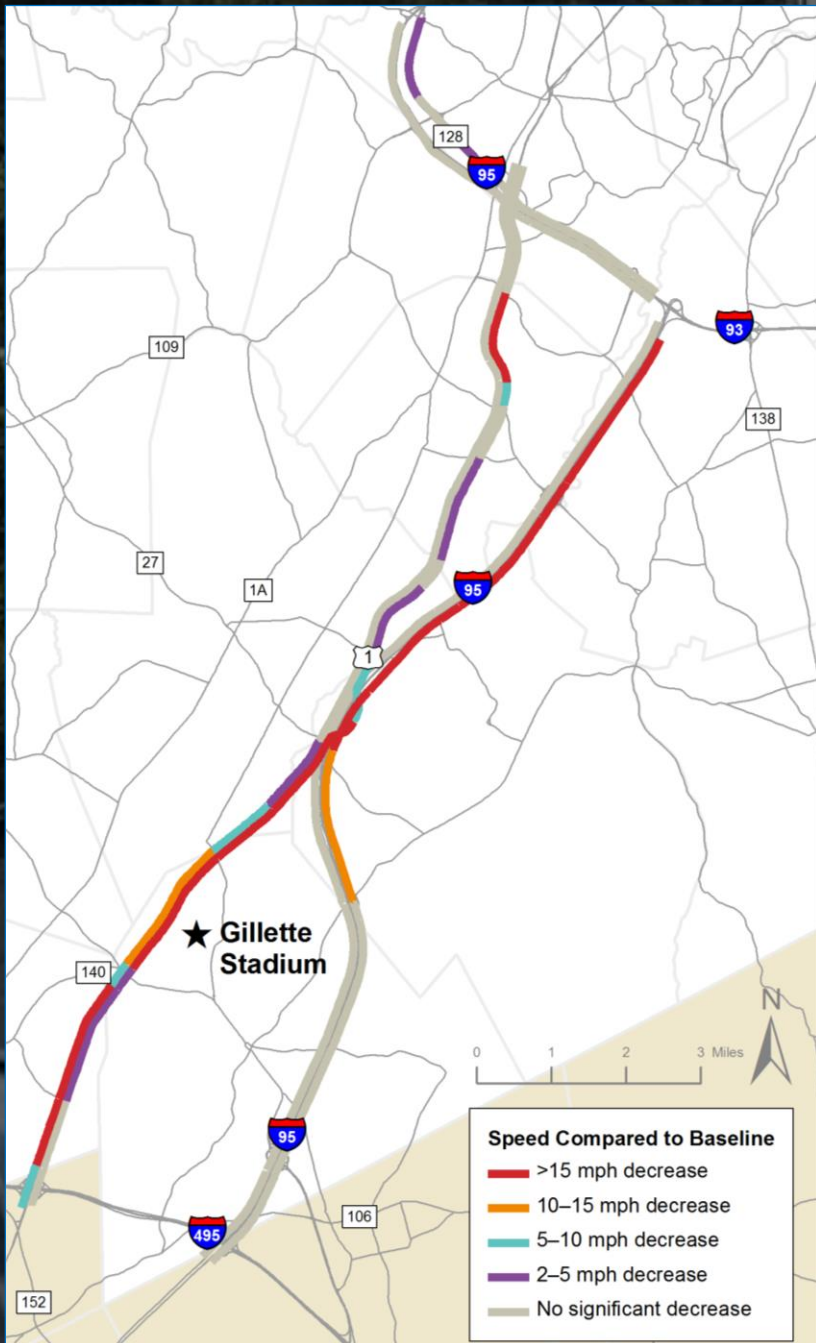 128
95
93
109
138
27
1A
95
1
Gillette
Stadium
140
N
0 1 2 3 Miles
95
Speed Compared to Baseline
>15 mph decrease
10–15 mph decrease
5–10 mph decrease
2–5 mph decrease
No significant decrease
106
495
152